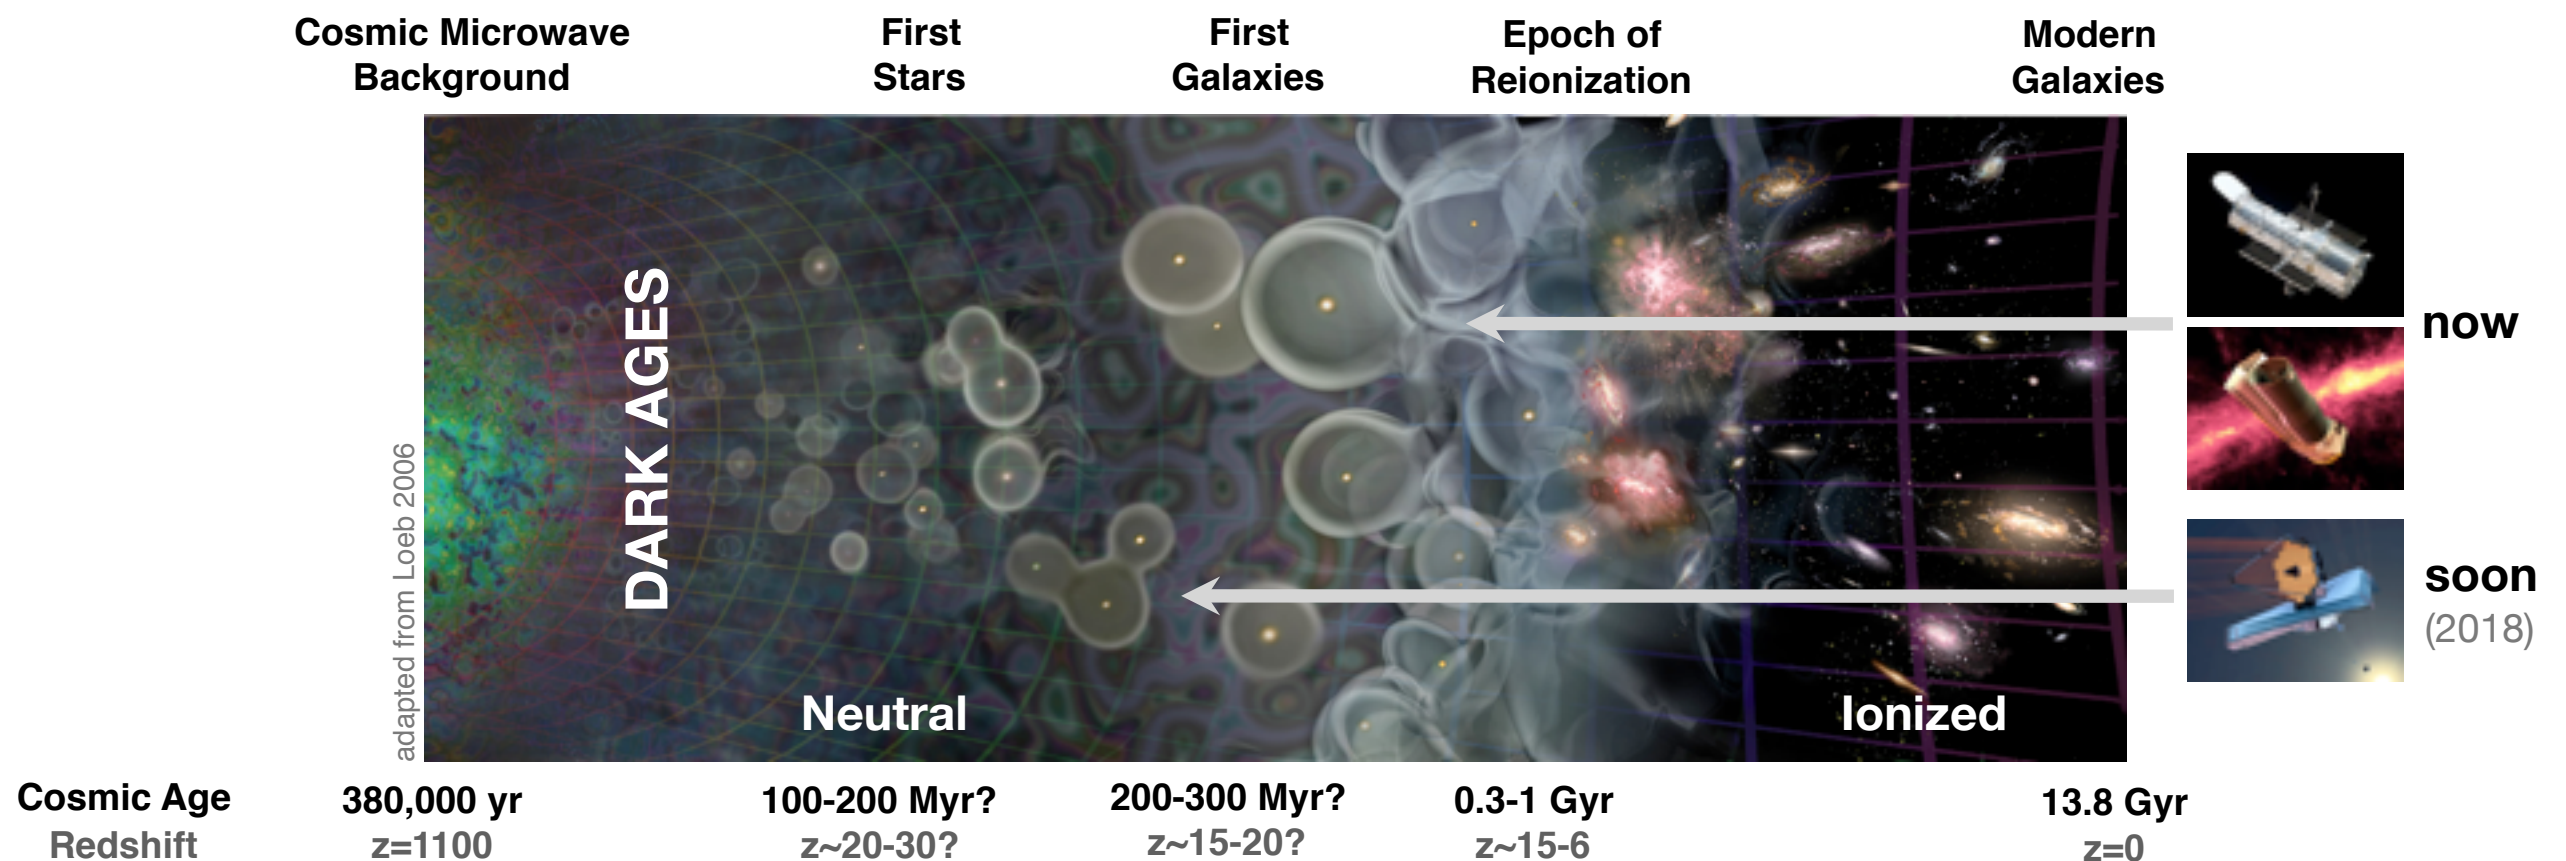 Cosmic Microwave
Background
First
Stars
First
Galaxies
Epoch of
Reionization
Modern
Galaxies
DARK AGES
adapted from Loeb 2006
Neutral
Ionized
now
soon
(2018)
Cosmic Age
380,000 yr
100-200 Myr?
200-300 Myr?
0.3-1 Gyr
13.8 Gyr
Redshift
z=1100
z~20-30?
z~15-20?
z~15-6
z=0